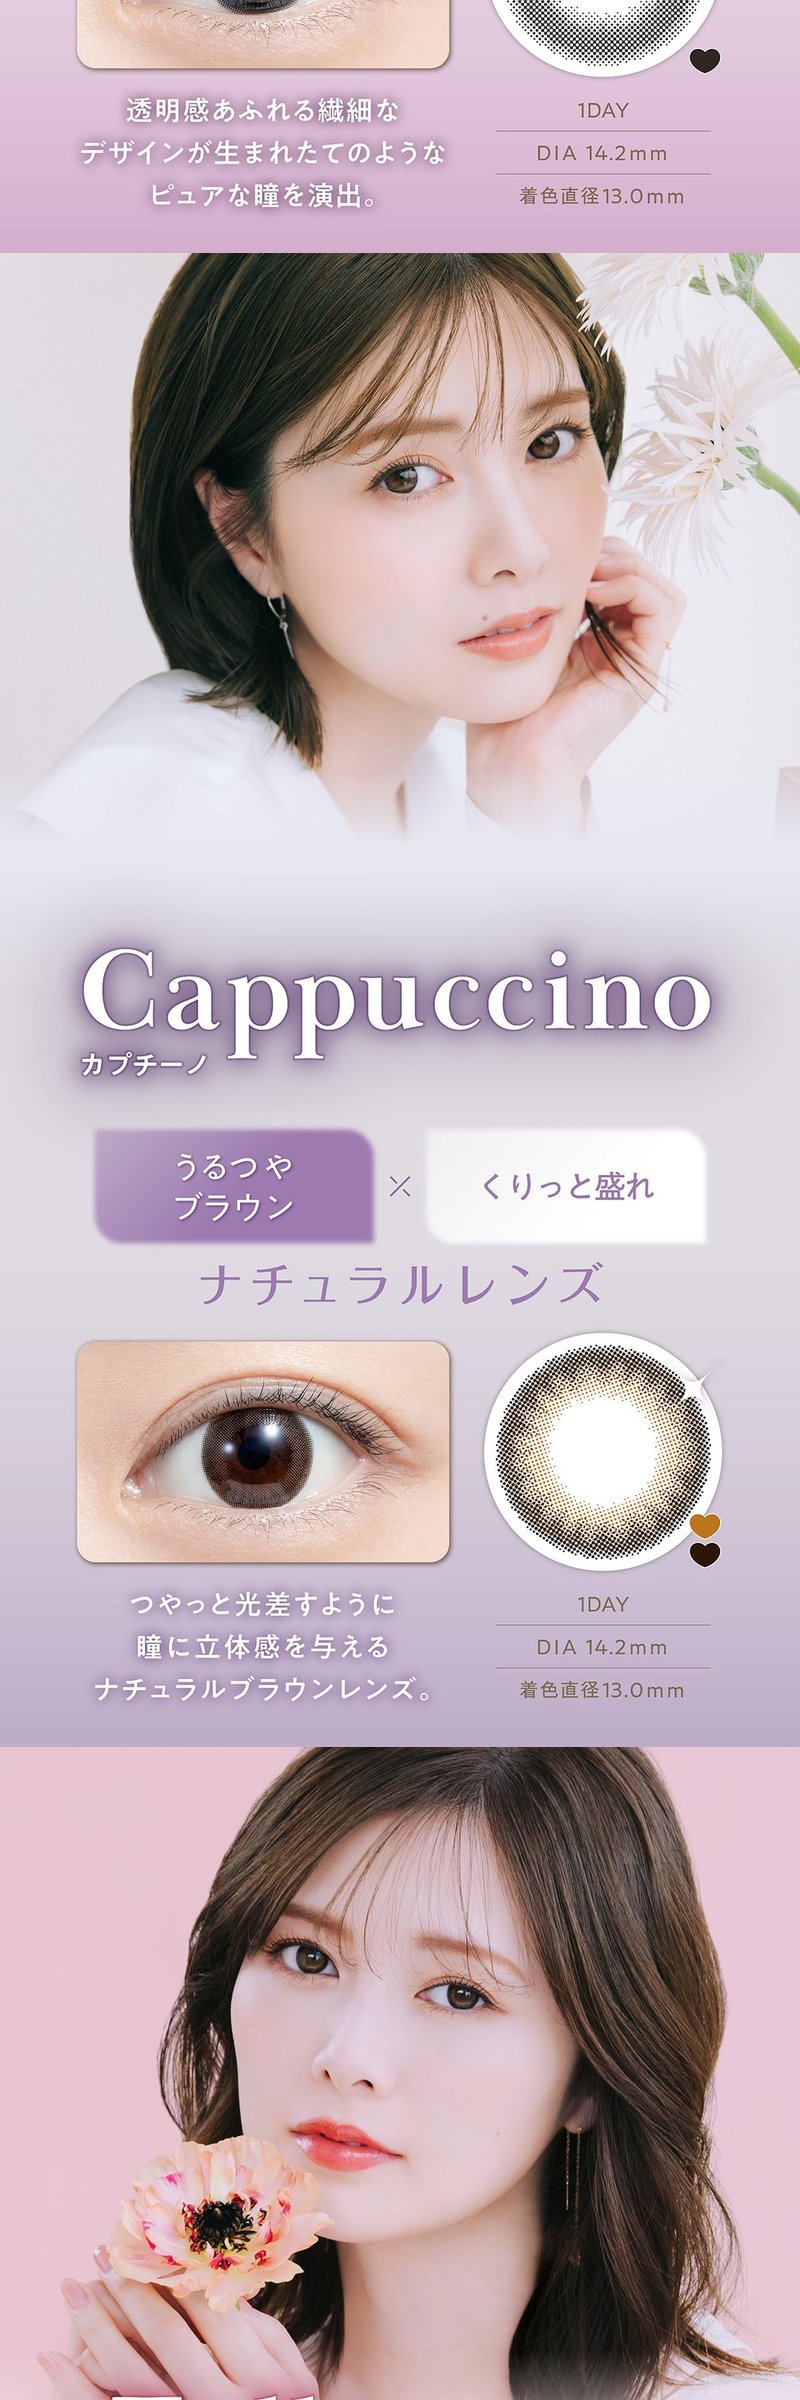 透明感あふれる繊細な
デザインが生まれたてのような
ピュアな瞳を演出。
1DAY
DIA 14.2mm
着色直径13.0mm
Cappuccino
カプチーノ
うるつや
ブラウン
×
くりっと盛れ
ナチュラルレンズ
つやっと光差すように
瞳に立体感を与える
ナチュラルブラウンレンズ。
1DAY
DIA 14.2mm
着色直径13.0mm